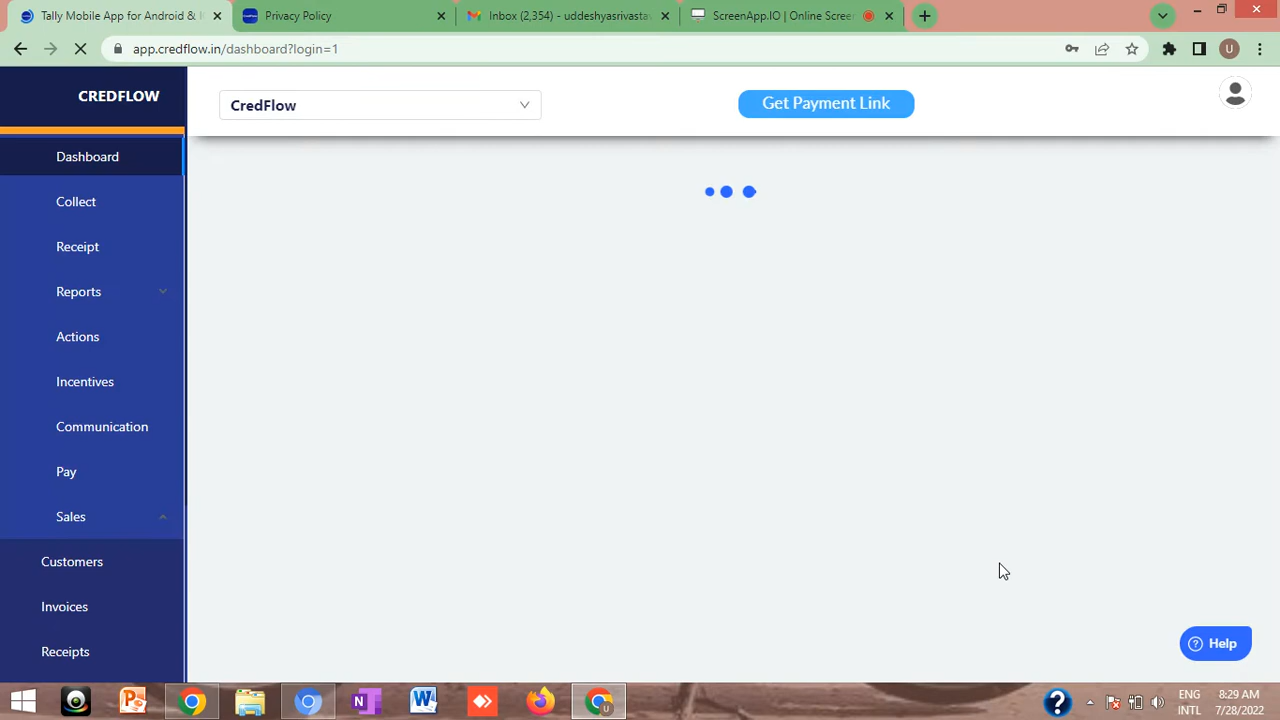 Tally Mobile App for Android & I
Privacy Policy
Inbox (2,354) - uddeshyasrivasta
ScreenApp.IO | Online Screen
app.credflow.in/dashboard?login=1
U
CREDFLOW
CredFlow
Get Payment Link
Dashboard
Collect
Receipt
Reports
Actions
Incentives
Communication
Pay
Sales
Customers
Invoices
Receipts
Help
ENG
INTL
8:29 AM
7/28/2022